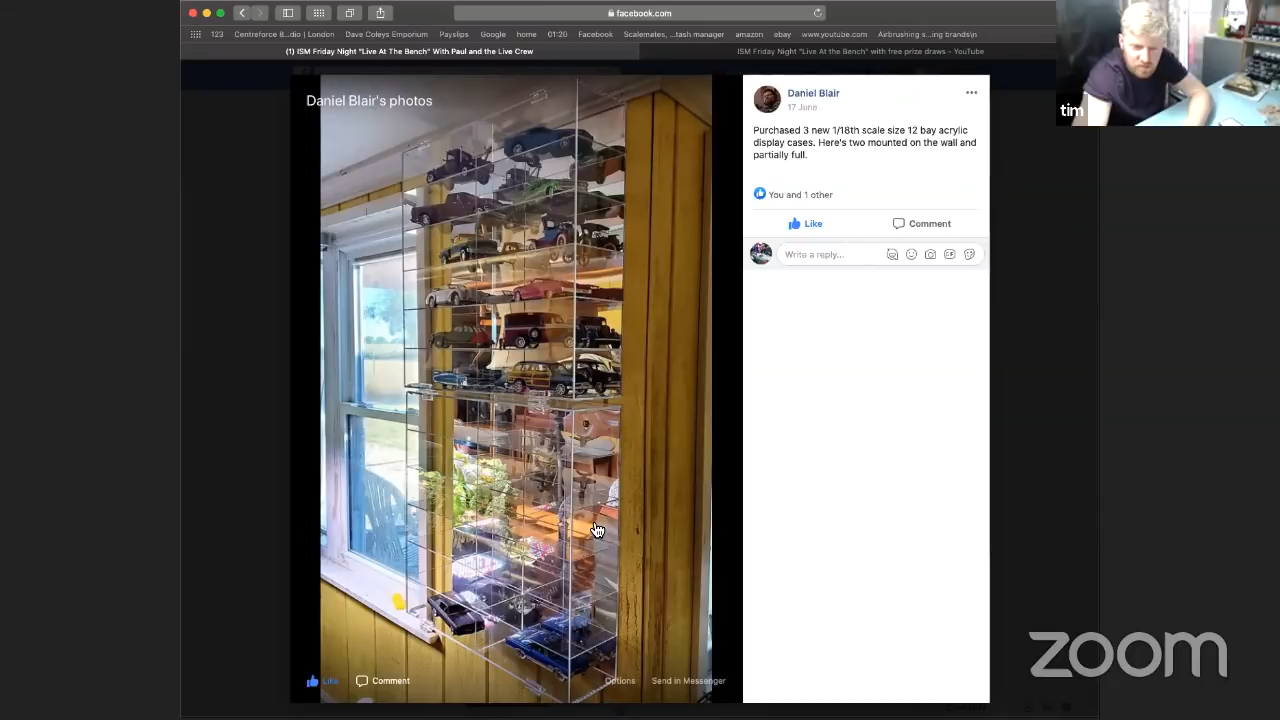 facebook.com
123
Centreforce 8...dio | London
Dave Coleys Emporium
Payslips
Google
home
01:20
Facebook
Scalemates, ...tash manager
amazon
ebay
www.youtube.com
Airbrushing s...ing brands\n
(1) ISM Friday Night "Live At The Bench" With Paul and the Live Crew
ISM Friday Night "Live At the Bench" with free prize draws - YouTube
tim
Daniel Blair's photos
Daniel Blair
17 June
Purchased 3 new 1/18th scale size 12 bay acrylic
display cases. Here's two mounted on the wall and
partially full.
You and 1 other
Like
Comment
Write a reply...
Like
Comment
Options
Send in Messenger
zoom